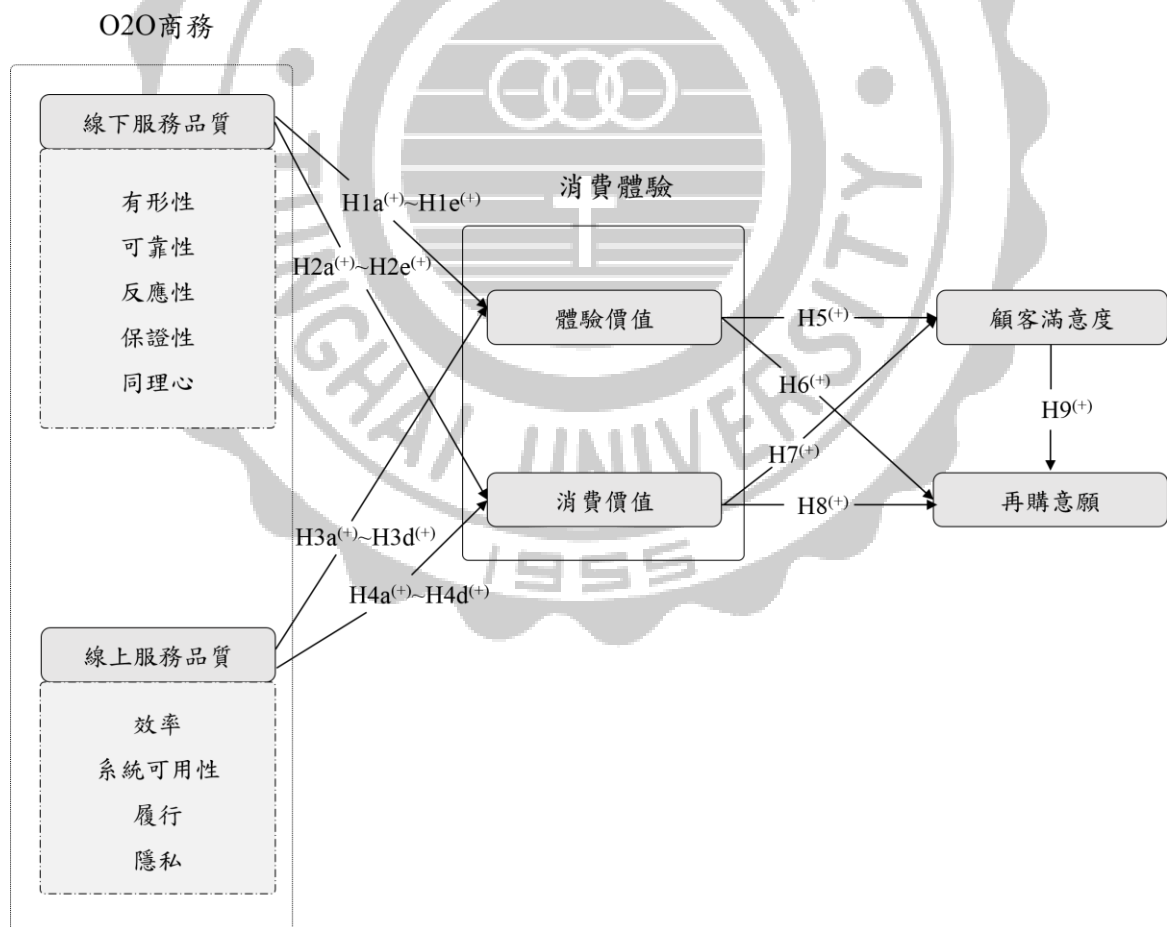 O2O商務
線下服務品質
有形性
可靠性
反應性
保證性
同理心
線上服務品質
效率
系統可用性
履行
隱私
H1a(+)~H1e(+)
H2a(+)~H2e(+)
H3a(+)~H3d(+)
H4a(+)~H4d(+)
消費體驗
體驗價值
消費價值
H5(+)
H6(+)
H7(+)
H8(+)
顧客滿意度
H9(+)
再購意願
UNIVERSITY
1955